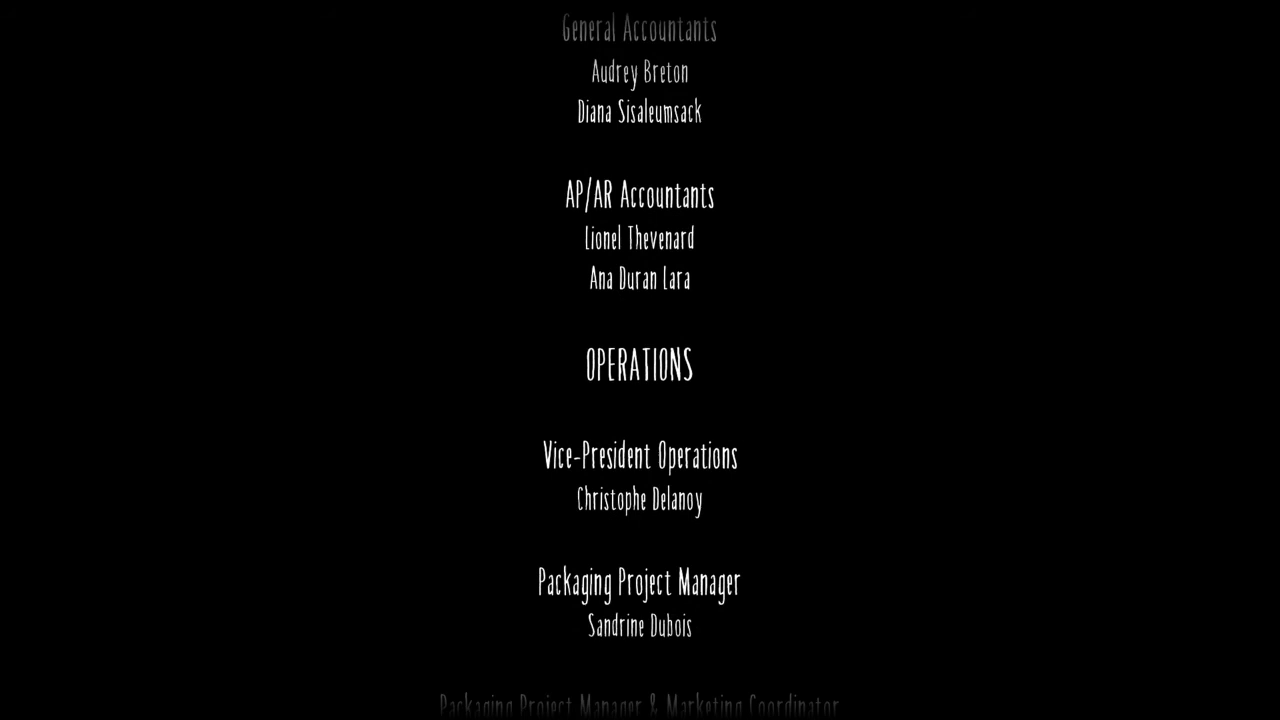 General Accountants
Audrey Breton
Diana Sisaleumsack
AP/AR Accountants
Lionel Thevenard
Ana Duran Lara
OPERATIONS
Vice-President Operations
Christophe Delanoy
Packaging Project Manager
Sandrine Dubois
Packaging Project Manager & Marketing Coordinator